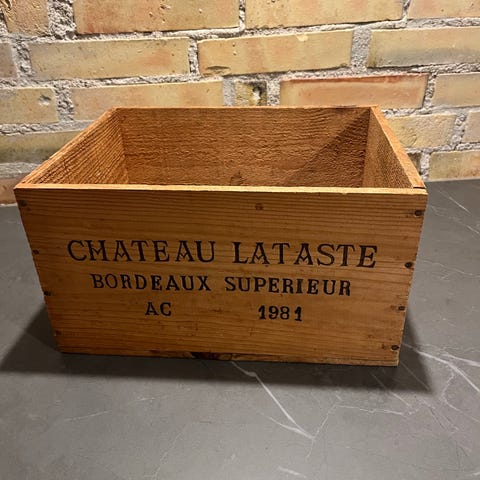 CHATEAU LATASTE
BORDEAUX SUPERIEUR
AC 1981